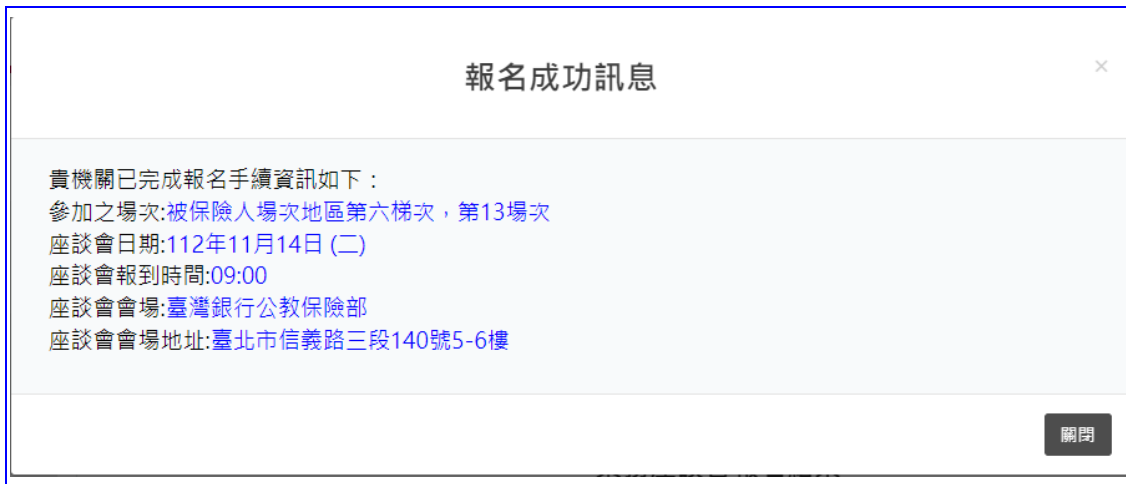 報名成功訊息
×
貴機關已完成報名手續資訊如下：
參加之場次:被保險人場次地區第六梯次，第13場次
座談會日期:112年11月14日 (二)
座談會報到時間:09:00
座談會會場:臺灣銀行公教保險部
座談會會場地址:臺北市信義路三段140號5-6樓
關閉